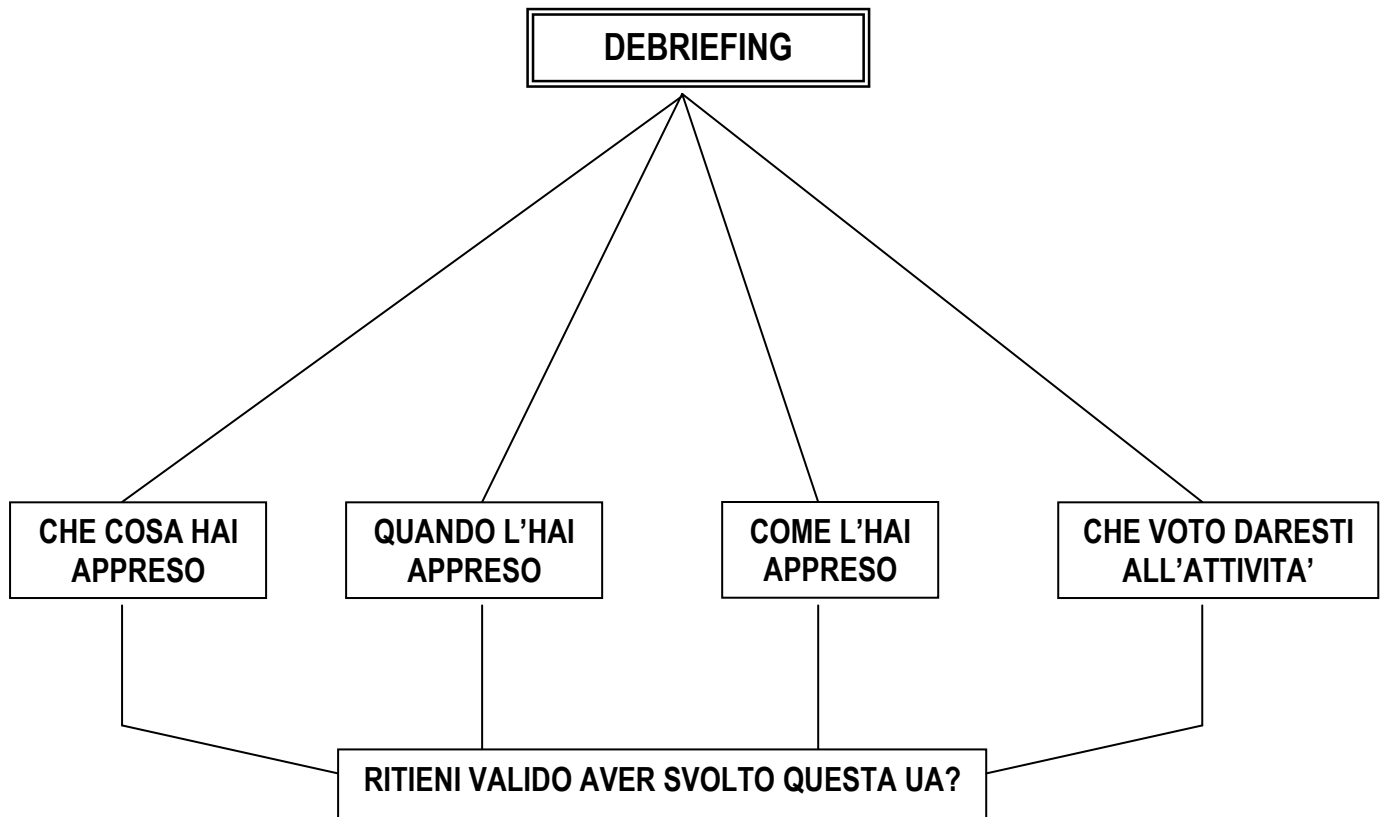 DEBRIEFING
CHE COSA HAI
APPRESO
QUANDO L’HAI
APPRESO
COME L’HAI
APPRESO
CHE VOTO DARESTI
ALL’ATTIVITA’
RITIENI VALIDO AVER SVOLTO QUESTA UA?